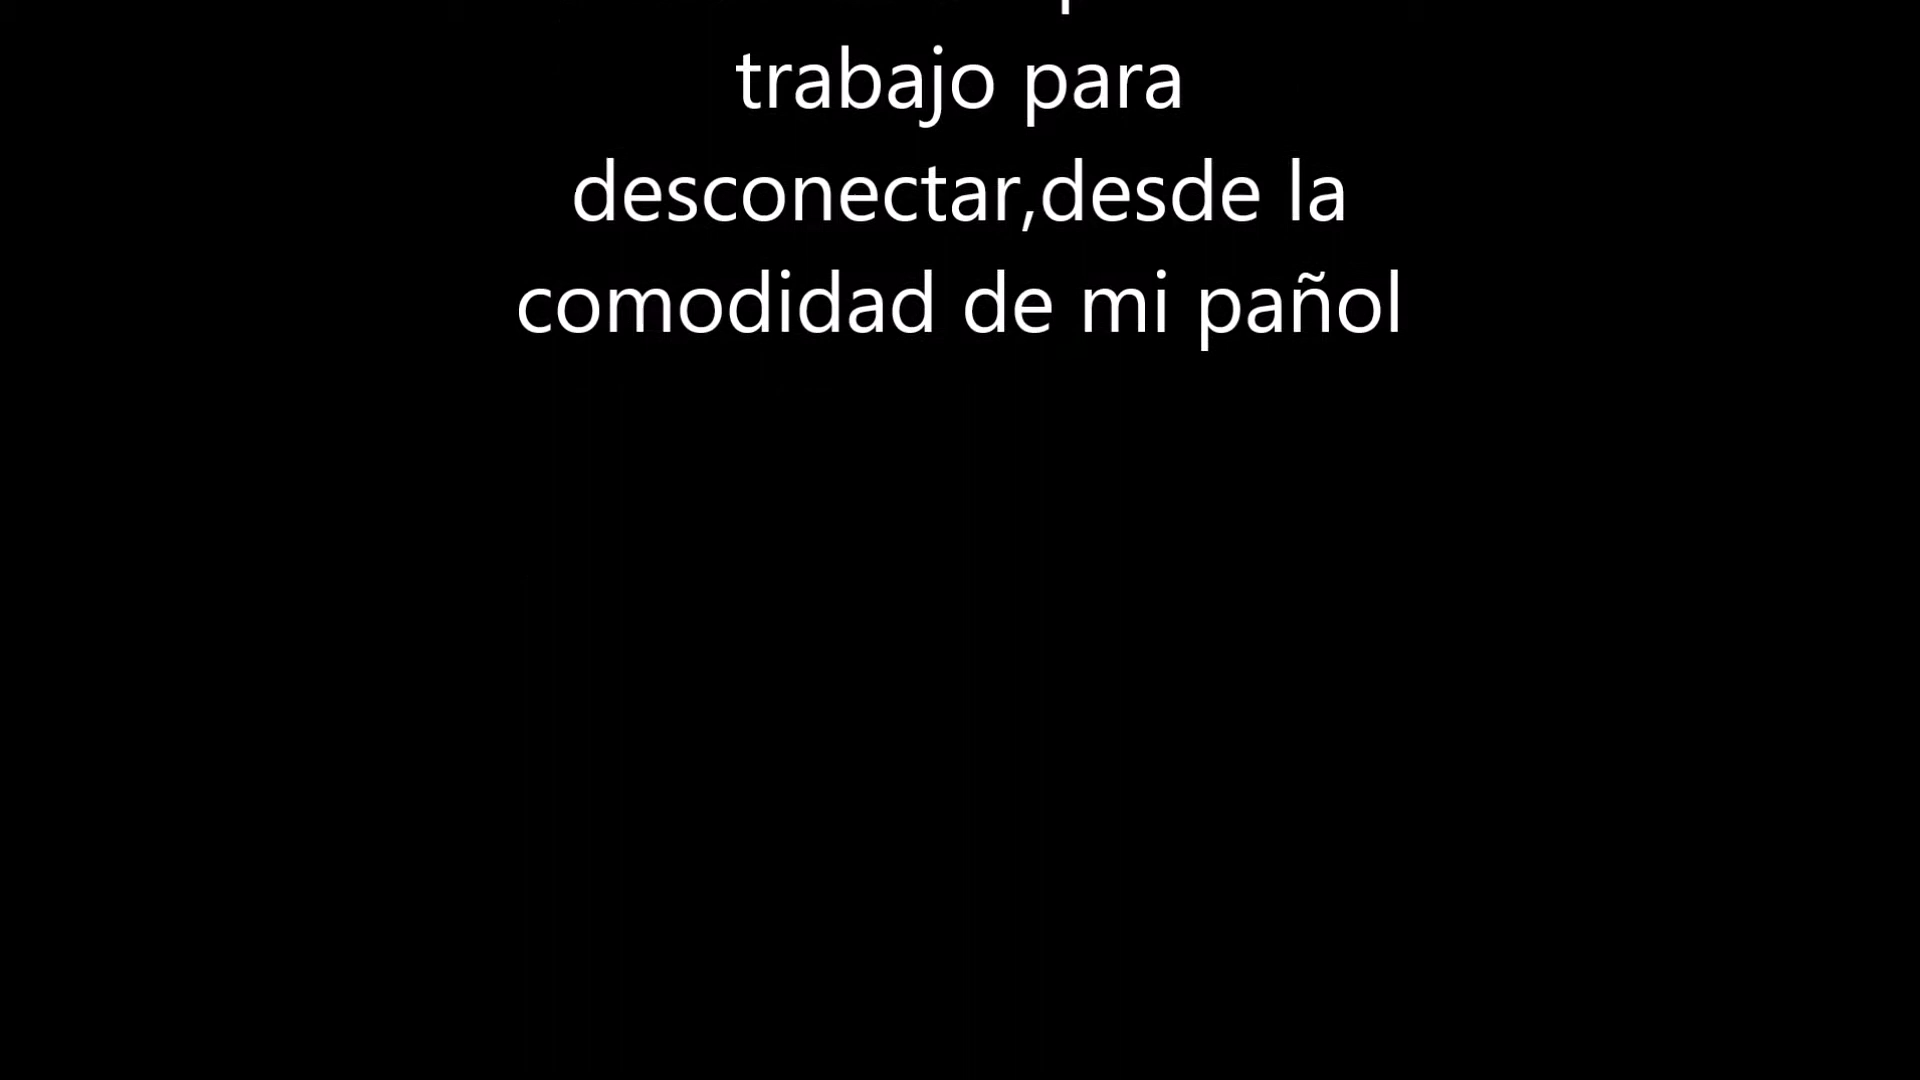 trabajo para
desconectar,desde la
comodidad de mi pañol